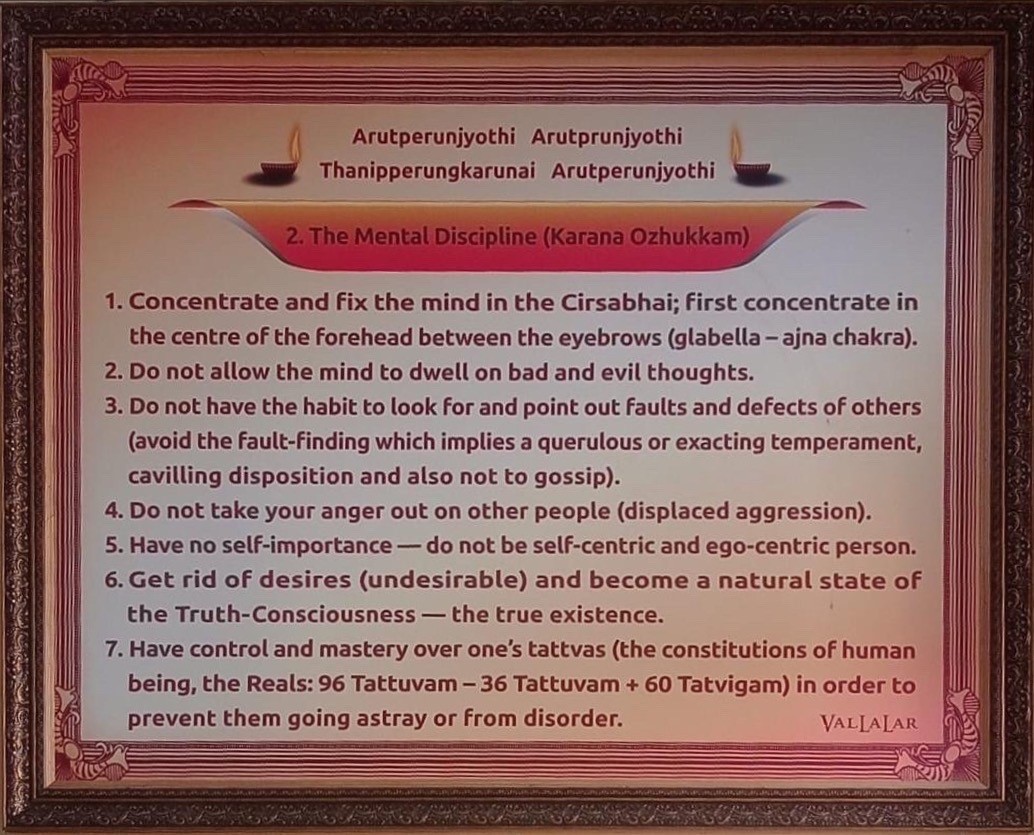 Arutperunjyothi Arutprunjyothi
Thanipperungkarunai Arutperunjyothi
2. The Mental Discipline (Karana Ozhukkam)
1. Concentrate and fix the mind in the Cirsabhai; first concentrate in
the centre of the forehead between the eyebrows (glabella – ajna chakra).
2. Do not allow the mind to dwell on bad and evil thoughts.
3. Do not have the habit to look for and point out faults and defects of others
(avoid the fault-finding which implies a querulous or exacting temperament,
cavilling disposition and also not to gossip).
4. Do not take your anger out on other people (displaced aggression).
5. Have no self-importance — do not be self-centric and ego-centric person.
6. Get rid of desires (undesirable) and become a natural state of
the Truth-Consciousness — the true existence.
7. Have control and mastery over one's tattvas (the constitutions of human
being, the Reals: 96 Tattuvam – 36 Tattuvam + 60 Tatvigam) in order to
prevent them going astray or from disorder.
VALLALAR